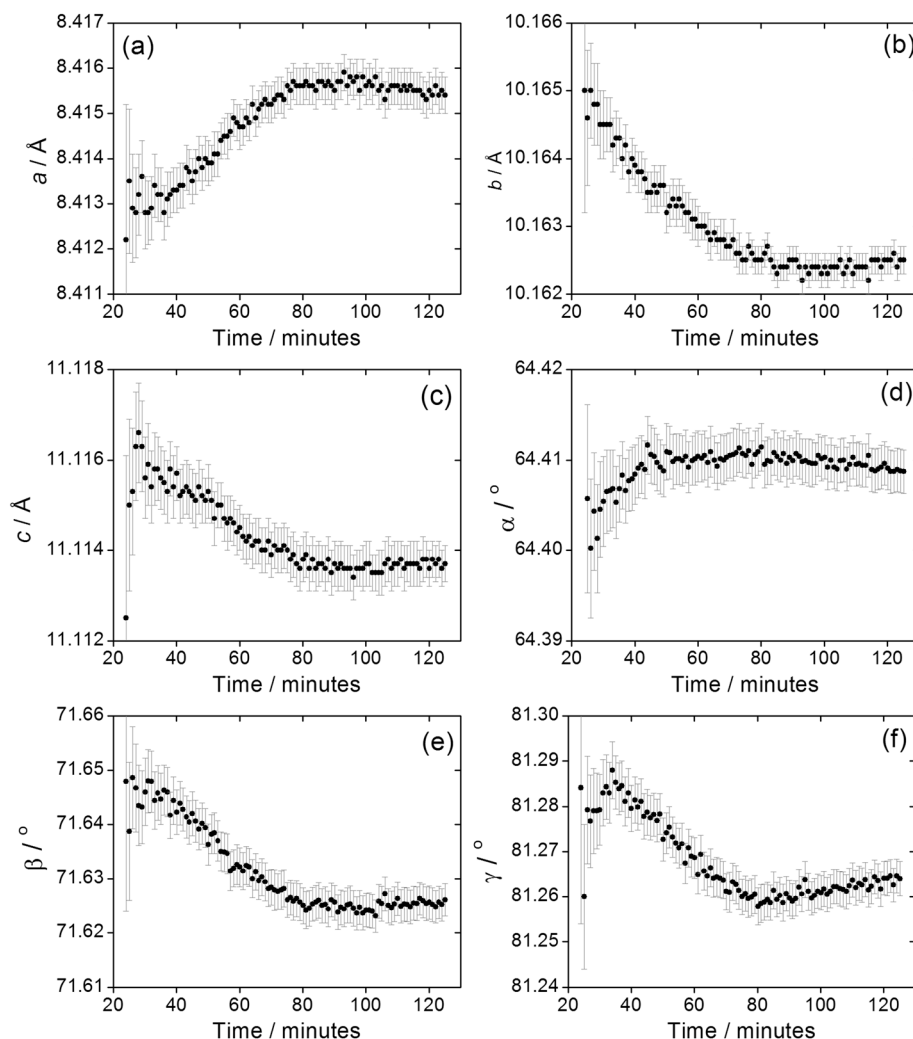 (a)
8.417
8.416
8.415
8.414
8.413
8.412
8.411
a / Å
20 40 60 80 100 120
Time / minutes
(b)
10.166
10.165
10.164
10.163
10.162
b / Å
20 40 60 80 100 120
Time / minutes
(c)
11.118
11.116
11.114
11.112
c / Å
20 40 60 80 100 120
Time / minutes
(d)
64.42
64.41
64.40
64.39
α / °
20 40 60 80 100 120
Time / minutes
(e)
71.66
71.65
71.64
71.63
71.62
71.61
β / °
20 40 60 80 100 120
Time / minutes
(f)
81.30
81.29
81.28
81.27
81.26
81.25
81.24
γ / °
20 40 60 80 100 120
Time / minutes